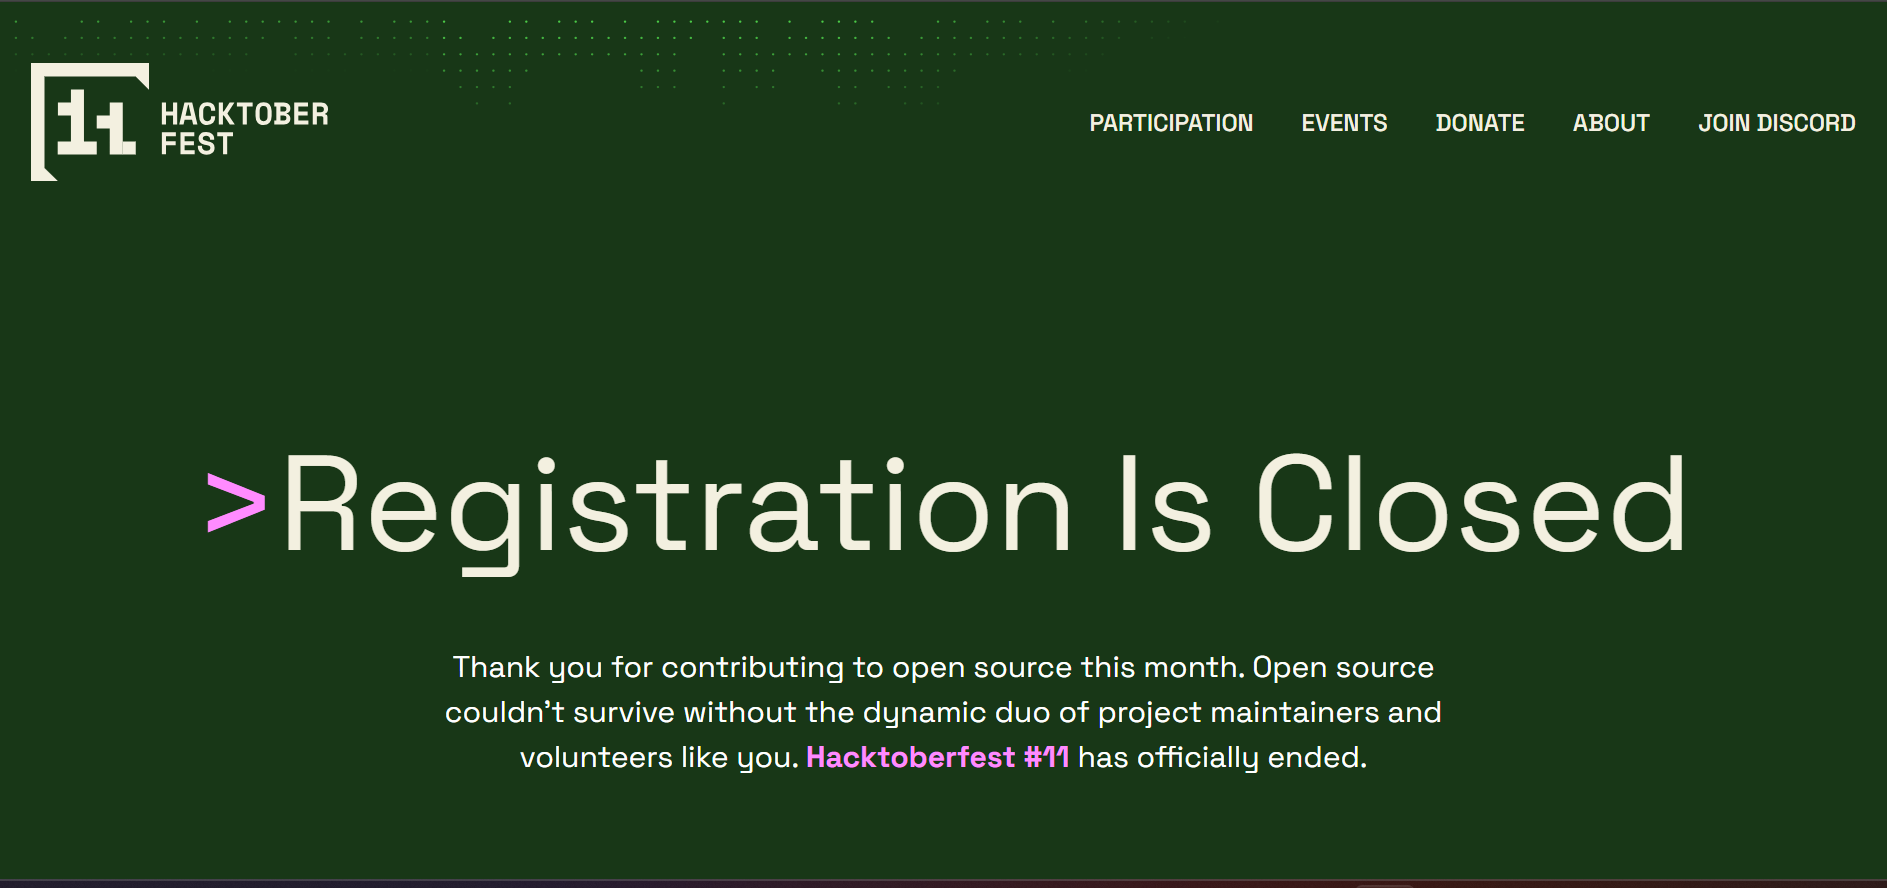 11
HACKTOBER
FEST
PARTICIPATION EVENTS DONATE ABOUT JOIN DISCORD
>Registration Is Closed
Thank you for contributing to open source this month. Open source
couldn’t survive without the dynamic duo of project maintainers and
volunteers like you. Hacktoberfest #11 has officially ended.